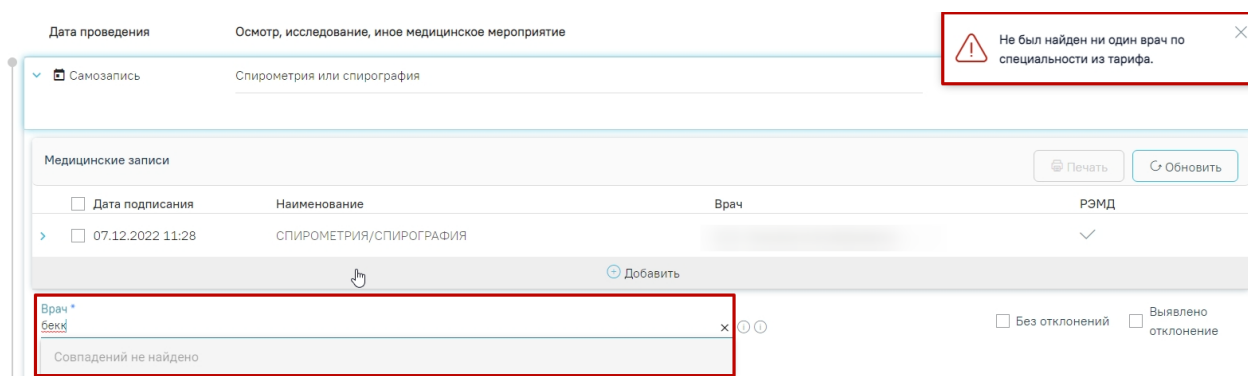 Дата проведения
Осмотр, исследование, иное медицинское мероприятие
Не был найден ни один врач по
специальности из тарифа.
Самозапись
Спирометрия или спирография
Медицинские записи
Печать
Обновить
Дата подписания
Наименование
Врач
РЭМД
07.12.2022 11:28
СПИРОМЕТРИЯ/СПИРОГРАФИЯ
Добавить
Врач *
бекк
Без отклонений
Выявлено
отклонение
Совпадений не найдено